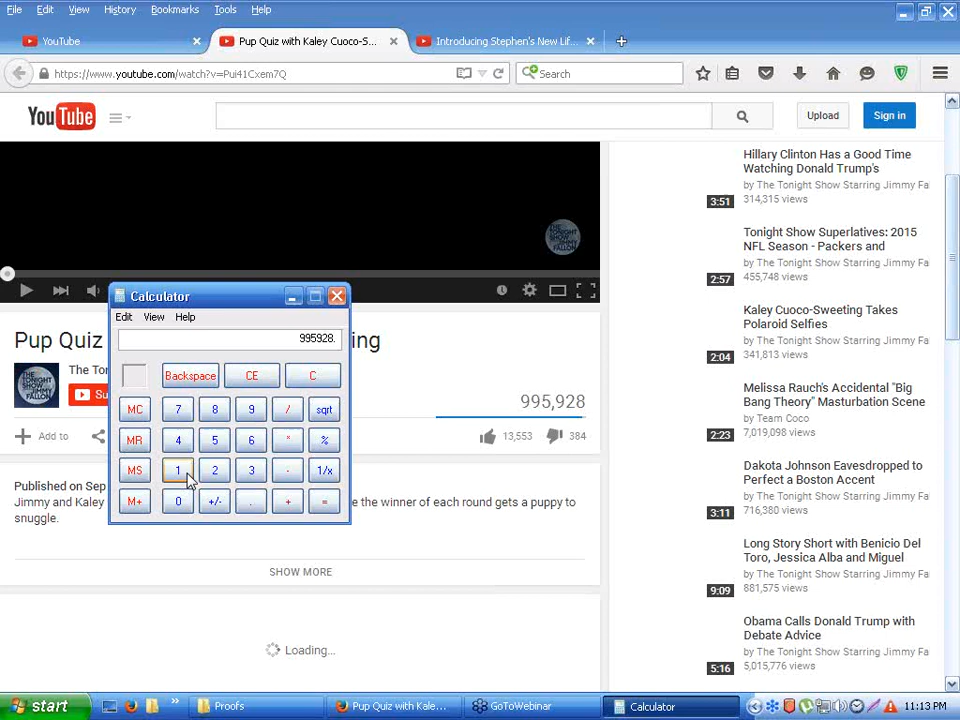 File Edit View History Bookmarks Tools Help
YouTube
Pup Quiz with Kaley Cuoco-S...
Introducing Stephen's New Lif...
https://www.youtube.com/watch?v=Pui41Cxem7Q
Search
YouTube
Upload
Sign in
THE TONIGHT SHOW
Pup Quiz
ing
The Ton
Su
995,928
Add to
13,553
384
Published on Sep
Jimmy and Kaley
e the winner of each round gets a puppy to
snuggle.
SHOW MORE
Loading...
Calculator
Edit View Help
995928.
Backspace CE C
MC 7 8 9 / sqrt
MR 4 5 6 * %
MS 1 2 3 - 1/x
M+ 0 +/- . + =
Hillary Clinton Has a Good Time
Watching Donald Trump's
by The Tonight Show Starring Jimmy Fa
314,315 views
3:51
Tonight Show Superlatives: 2015
NFL Season - Packers and
by The Tonight Show Starring Jimmy Fa
455,748 views
2:57
Kaley Cuoco-Sweeting Takes
Polaroid Selfies
by The Tonight Show Starring Jimmy Fa
341,813 views
2:04
Melissa Rauch's Accidental "Big
Bang Theory" Masturbation Scene
by Team Coco
7,019,098 views
2:23
Dakota Johnson Eavesdropped to
Perfect a Boston Accent
by The Tonight Show Starring Jimmy Fa
716,380 views
3:11
Long Story Short with Benicio Del
Toro, Jessica Alba and Miguel
by The Tonight Show Starring Jimmy Fa
881,575 views
9:09
Obama Calls Donald Trump with
Debate Advice
by The Tonight Show Starring Jimmy Fa
5,015,776 views
5:16
start
Proofs
Pup Quiz with Kale...
GoToWebinar
Calculator
11:13 PM